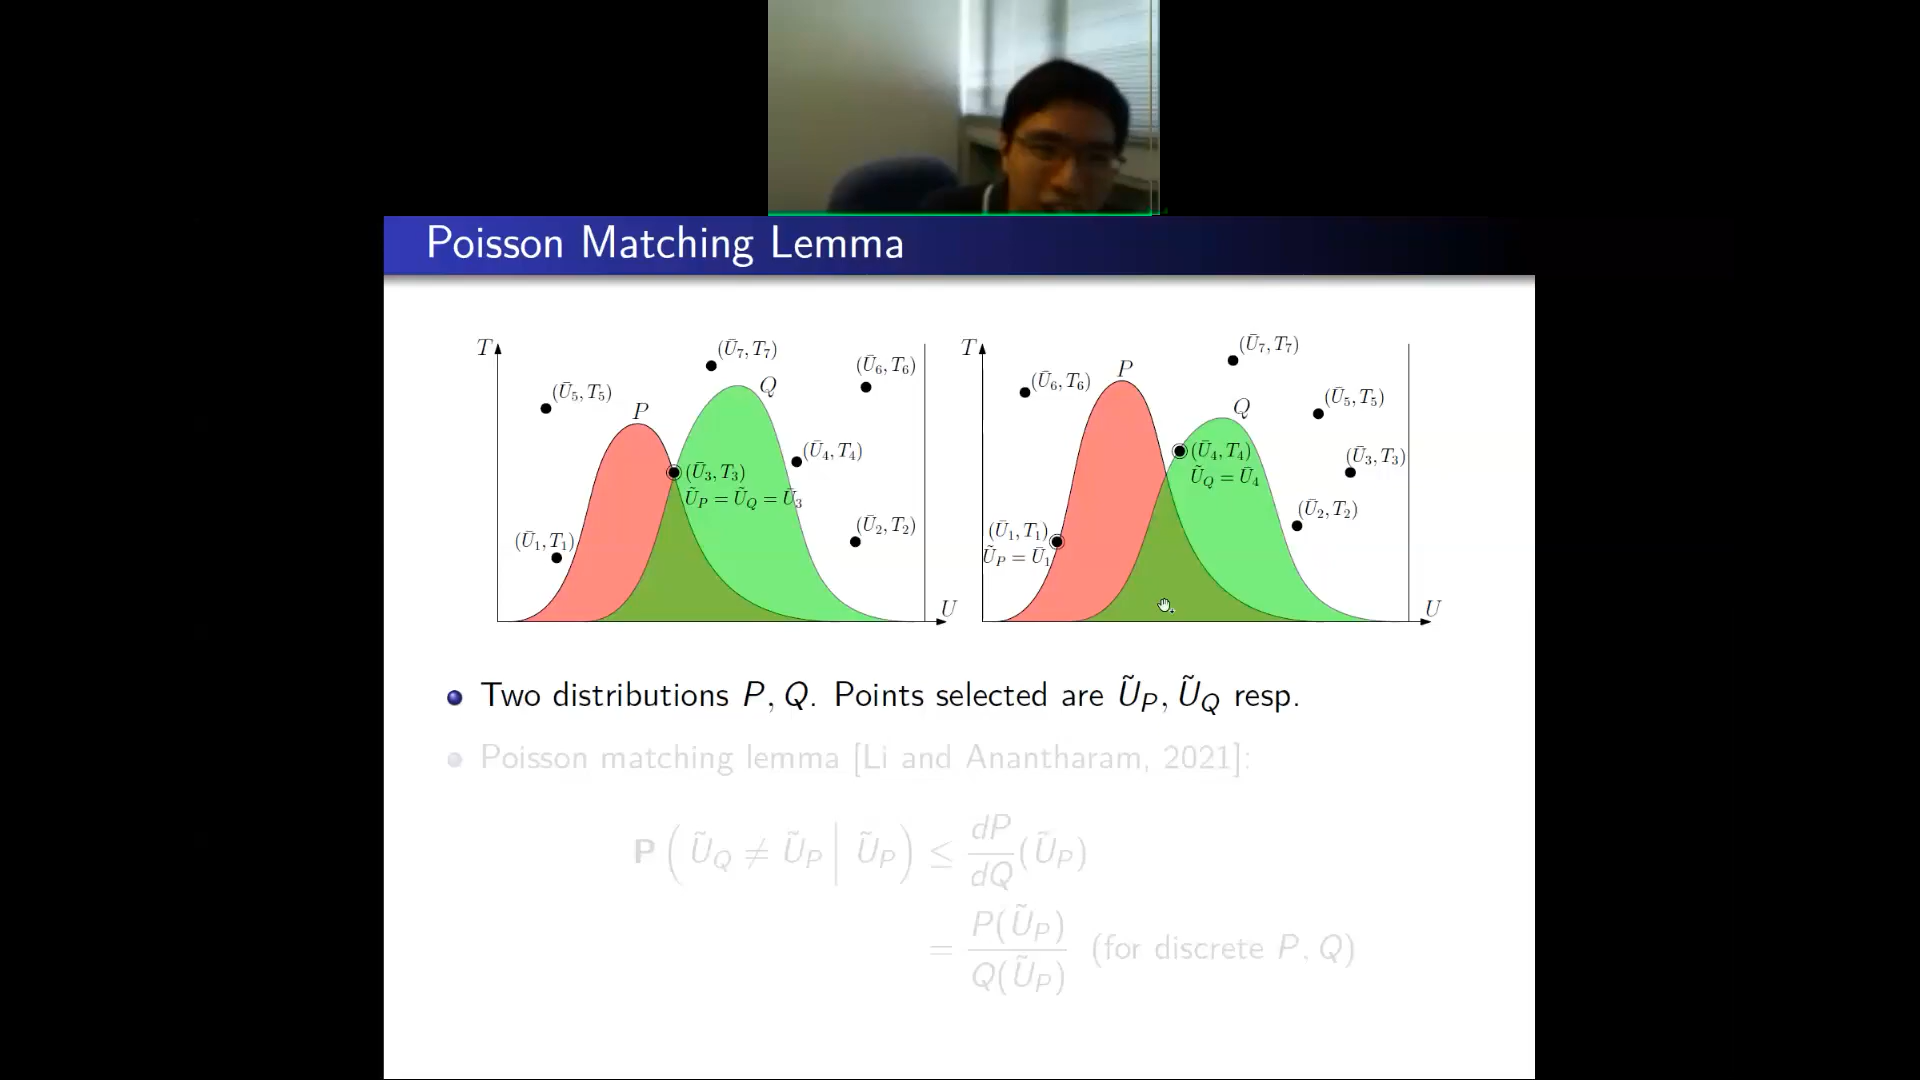 Poisson Matching Lemma
T
(Ū₇, T₇)
(Ū₆, T₆)
(Ū₅, T₅)
Q
P
(Ū₄, T₄)
(Ū₃, T₃)
Ũ_P = Ũ_Q = Ū₃
(Ū₂, T₂)
(Ū₁, T₁)
U
T
(Ū₇, T₇)
P
(Ū₆, T₆)
(Ū₅, T₅)
Q
(Ū₄, T₄)
Ũ_Q = Ū₄
(Ū₃, T₃)
(Ū₂, T₂)
(Ū₁, T₁)
Ũ_P = Ū₁
U
Two distributions P, Q. Points selected are Ũ_P, Ũ_Q resp.
Poisson matching lemma [Li and Anantharam, 2021]:
P ( Ũ_Q ≠ Ũ_P | Ũ_P ) ≤ dP/dQ (Ũ_P)
= P(Ũ_P)/Q(Ũ_P) (for discrete P, Q)